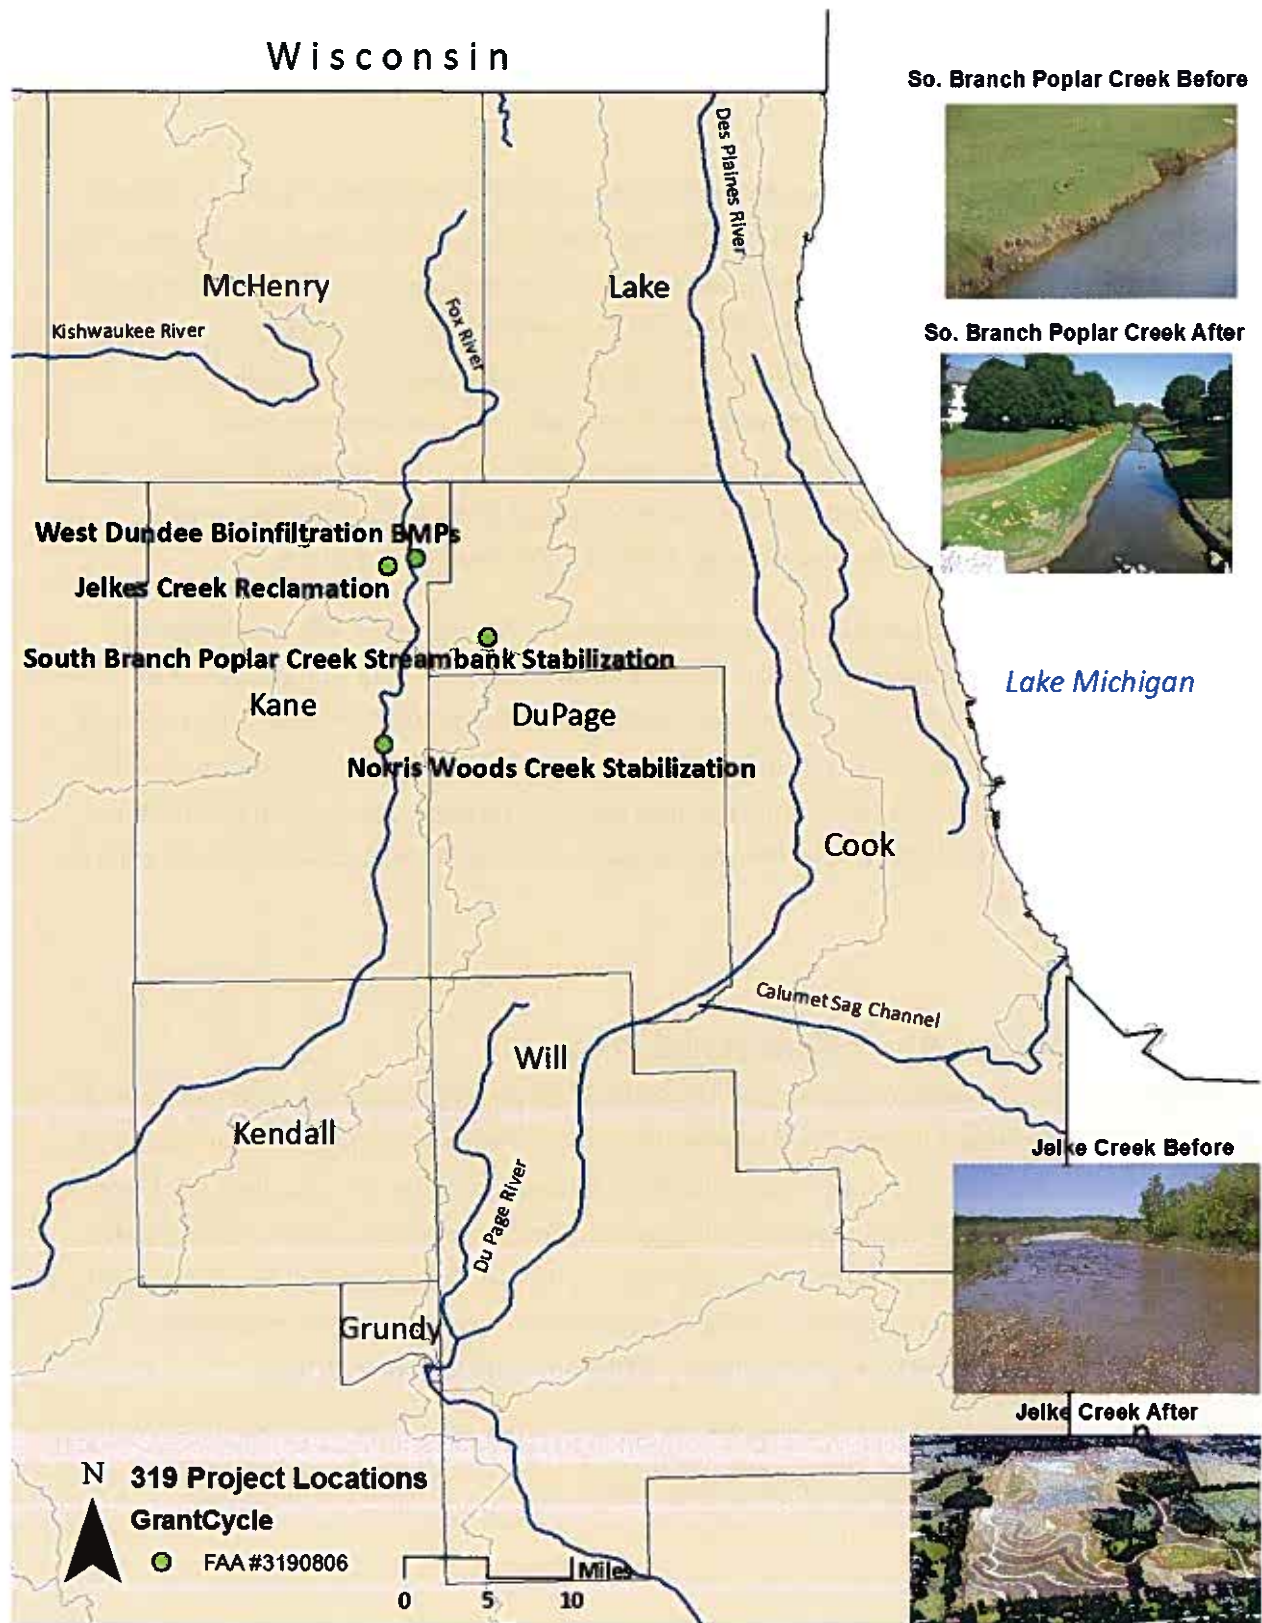 Wisconsin
So. Branch Poplar Creek Before
Des Plaines River
McHenry
Lake
Kishwaukee River
Fox River
So. Branch Poplar Creek After
West Dundee Bioinfiltration BMPs
Jelkes Creek Reclamation
South Branch Poplar Creek Streambank Stabilization
Lake Michigan
Kane
DuPage
Norris Woods Creek Stabilization
Cook
Calumet Sag Channel
Will
Kendall
Jelke Creek Before
Du Page River
Grundy
Jelke Creek After
n
N
319 Project Locations
GrantCycle
FAA #3190806
Miles
0 5 10